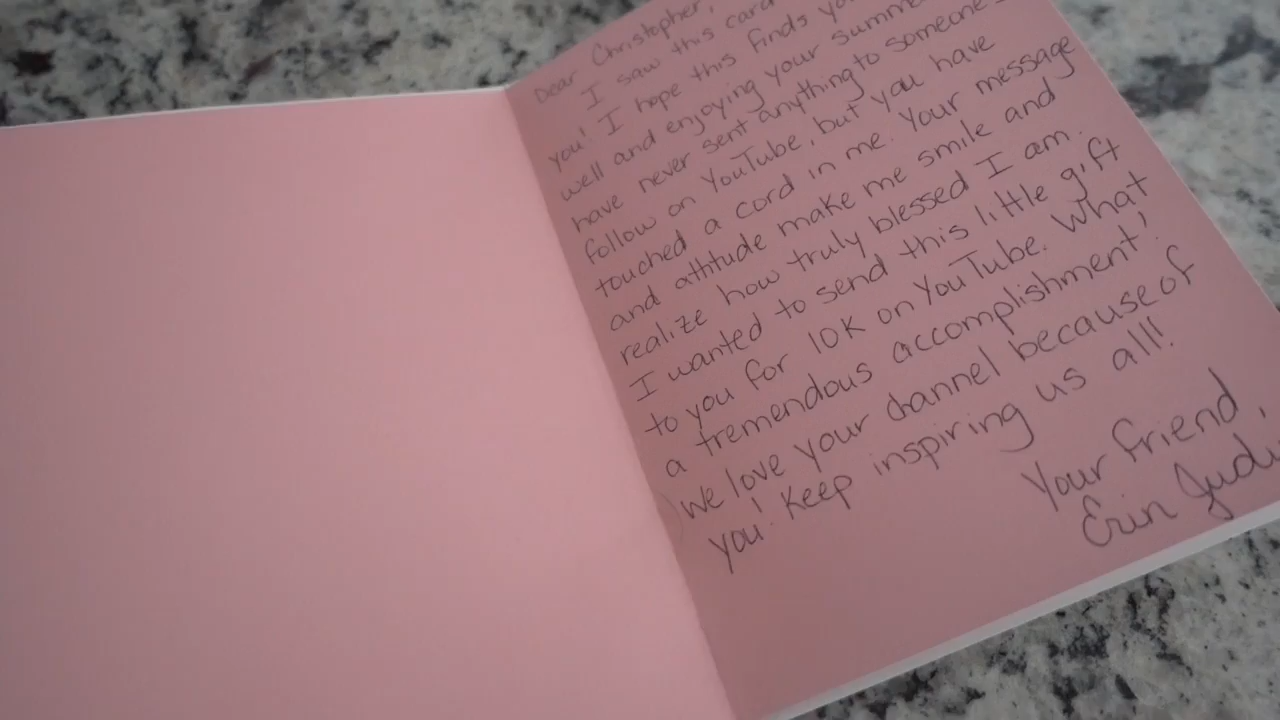 Dear Christopher,
I saw this card
you! I hope this finds
well and enjoying your
have never sent anything to someone
follow on YouTube, but you have
touched a cord in me. Your message
and attitude make me smile and
realize how truly blessed I am.
I wanted to send this little gift
to you for 10K on YouTube. What
a tremendous accomplishment!
We love your channel because of
you! Keep inspiring us all!
Your friend,
Erin